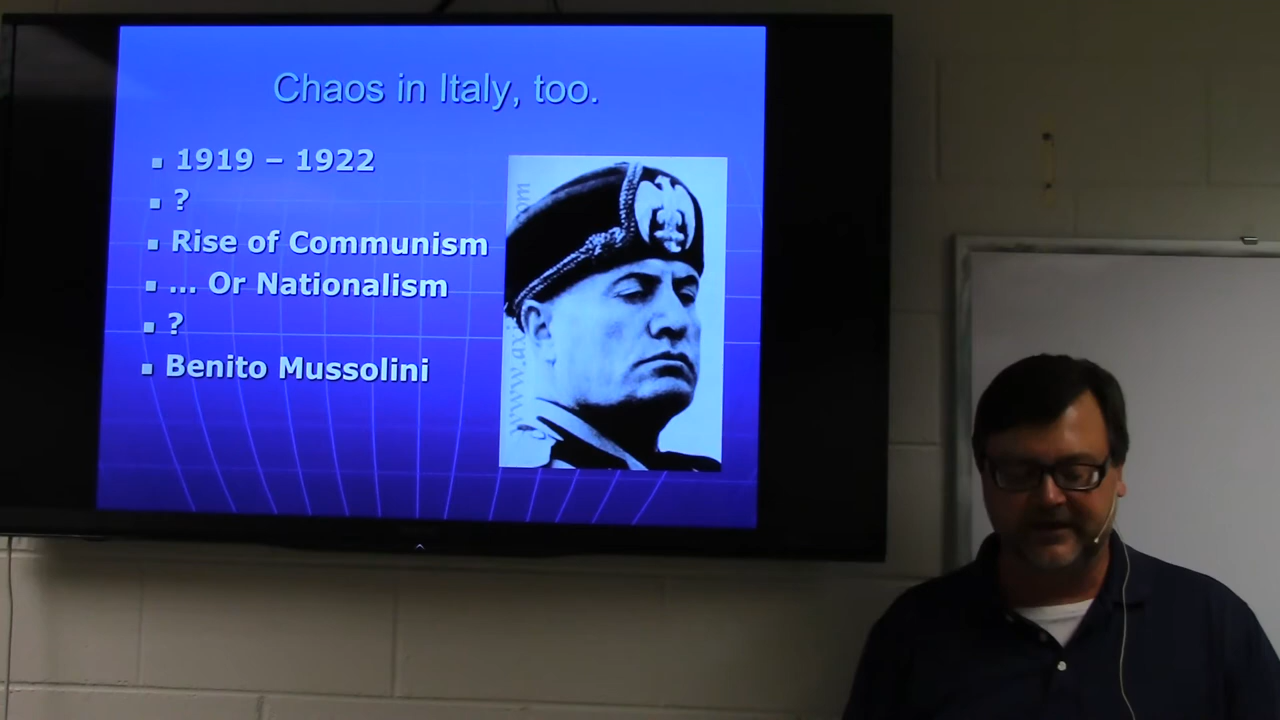 Chaos in Italy, too.
1919 – 1922
?
Rise of Communism
... Or Nationalism
?
Benito Mussolini